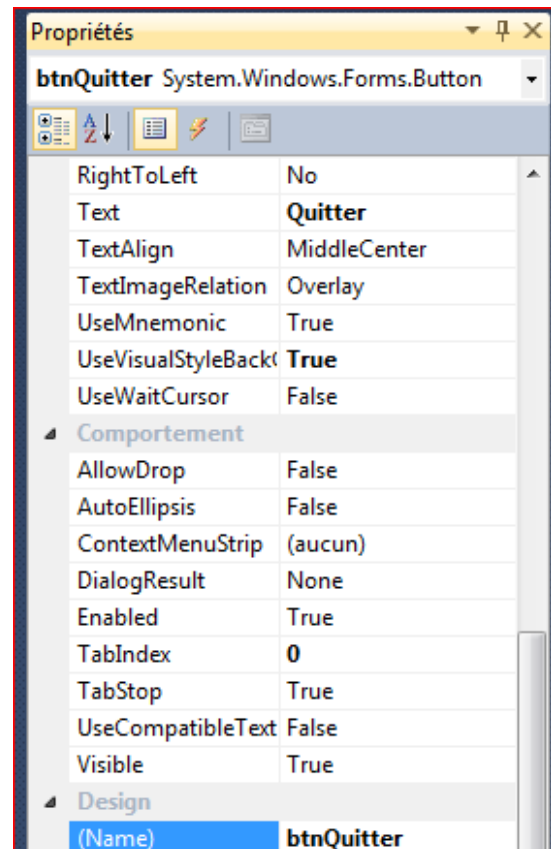 Propriétés
btnQuitter System.Windows.Forms.Button
A
Z
RightToLeft No
Text Quitter
TextAlign MiddleCenter
TextImageRelation Overlay
UseMnemonic True
UseVisualStyleBack True
UseWaitCursor False
Comportement
AllowDrop False
AutoEllipsis False
ContextMenuStrip (aucun)
DialogResult None
Enabled True
TabIndex 0
TabStop True
UseCompatibleText False
Visible True
Design
(Name) btnQuitter